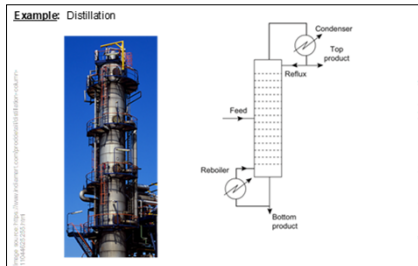 Example: Distillation
Condenser
Top
product
Reflux
Feed
Reboiler
Bottom
product